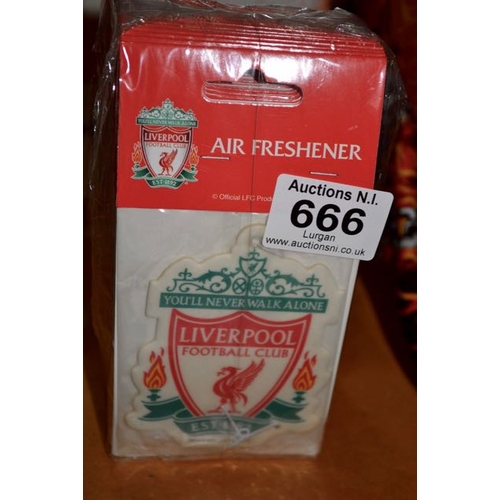 YOU'LL NEVER WALK ALONE
LIVERPOOL
FOOTBALL CLUB
EST·1892
AIR FRESHENER
© Official LFC Produ
Auctions N.I.
666
Lurgan
www.auctionsni.co.uk
YOU'LL NEVER WALK ALONE
LIVERPOOL
FOOTBALL CLUB